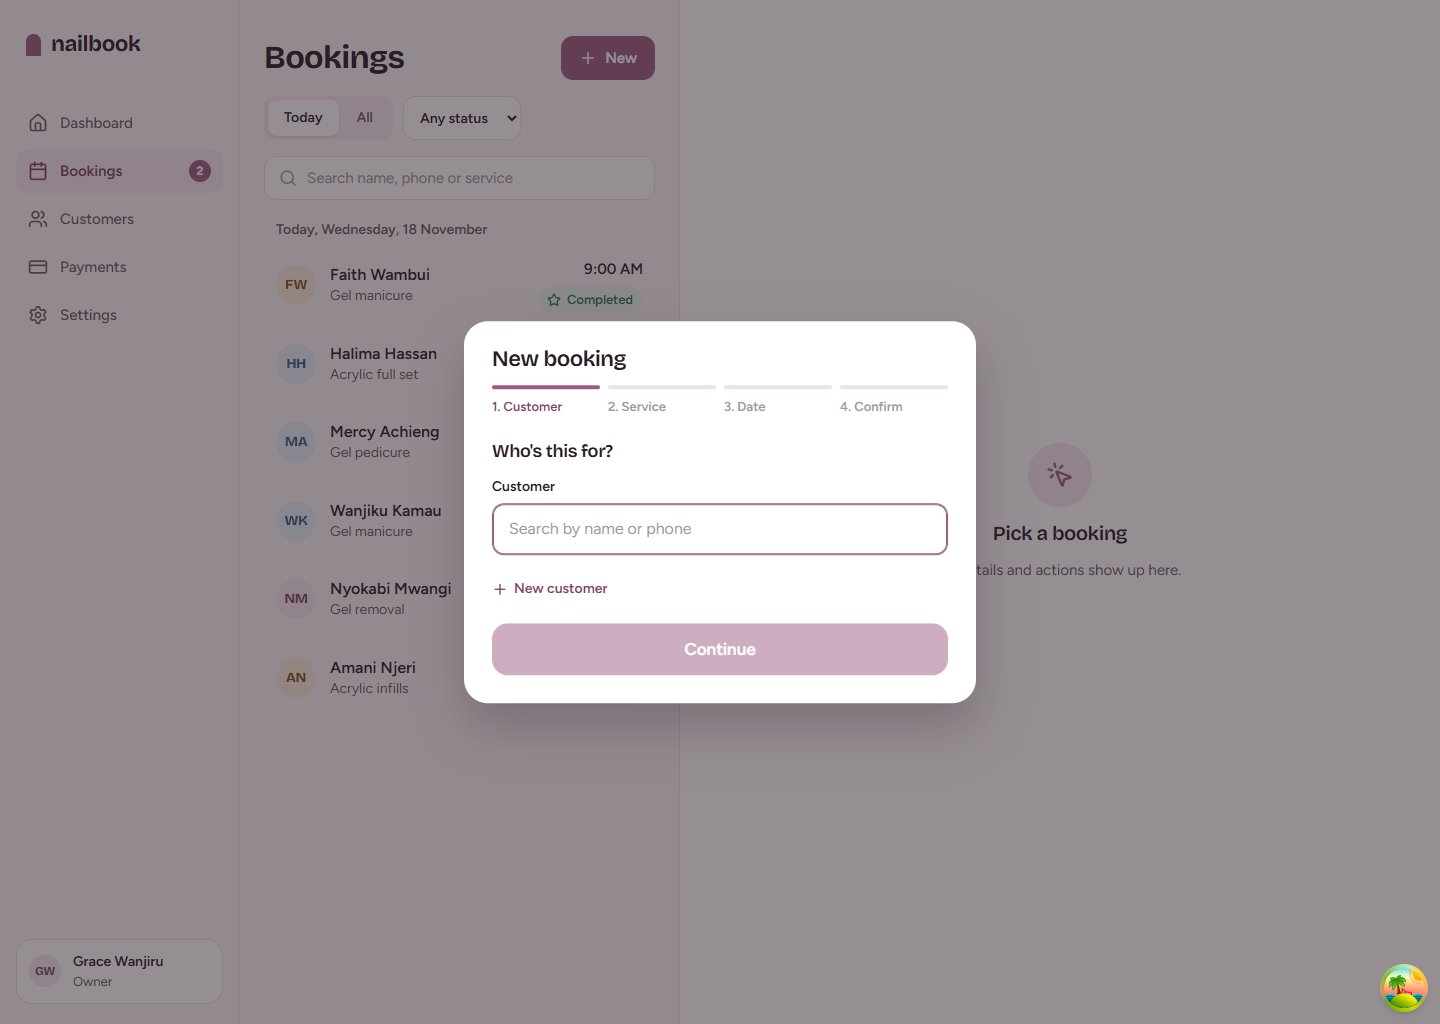 nailbook
Dashboard
Bookings
2
Customers
Payments
Settings
GW
Grace Wanjiru
Owner
Bookings
New
Today
All
Any status
Search name, phone or service
Today, Wednesday, 18 November
FW
Faith Wambui
Gel manicure
9:00 AM
Completed
HH
Halima Hassan
Acrylic full set
MA
Mercy Achieng
Gel pedicure
WK
Wanjiku Kamau
Gel manicure
NM
Nyokabi Mwangi
Gel removal
AN
Amani Njeri
Acrylic infills
New booking
1. Customer
2. Service
3. Date
4. Confirm
Who's this for?
Customer
Search by name or phone
New customer
Continue
Pick a booking
tails and actions show up here.